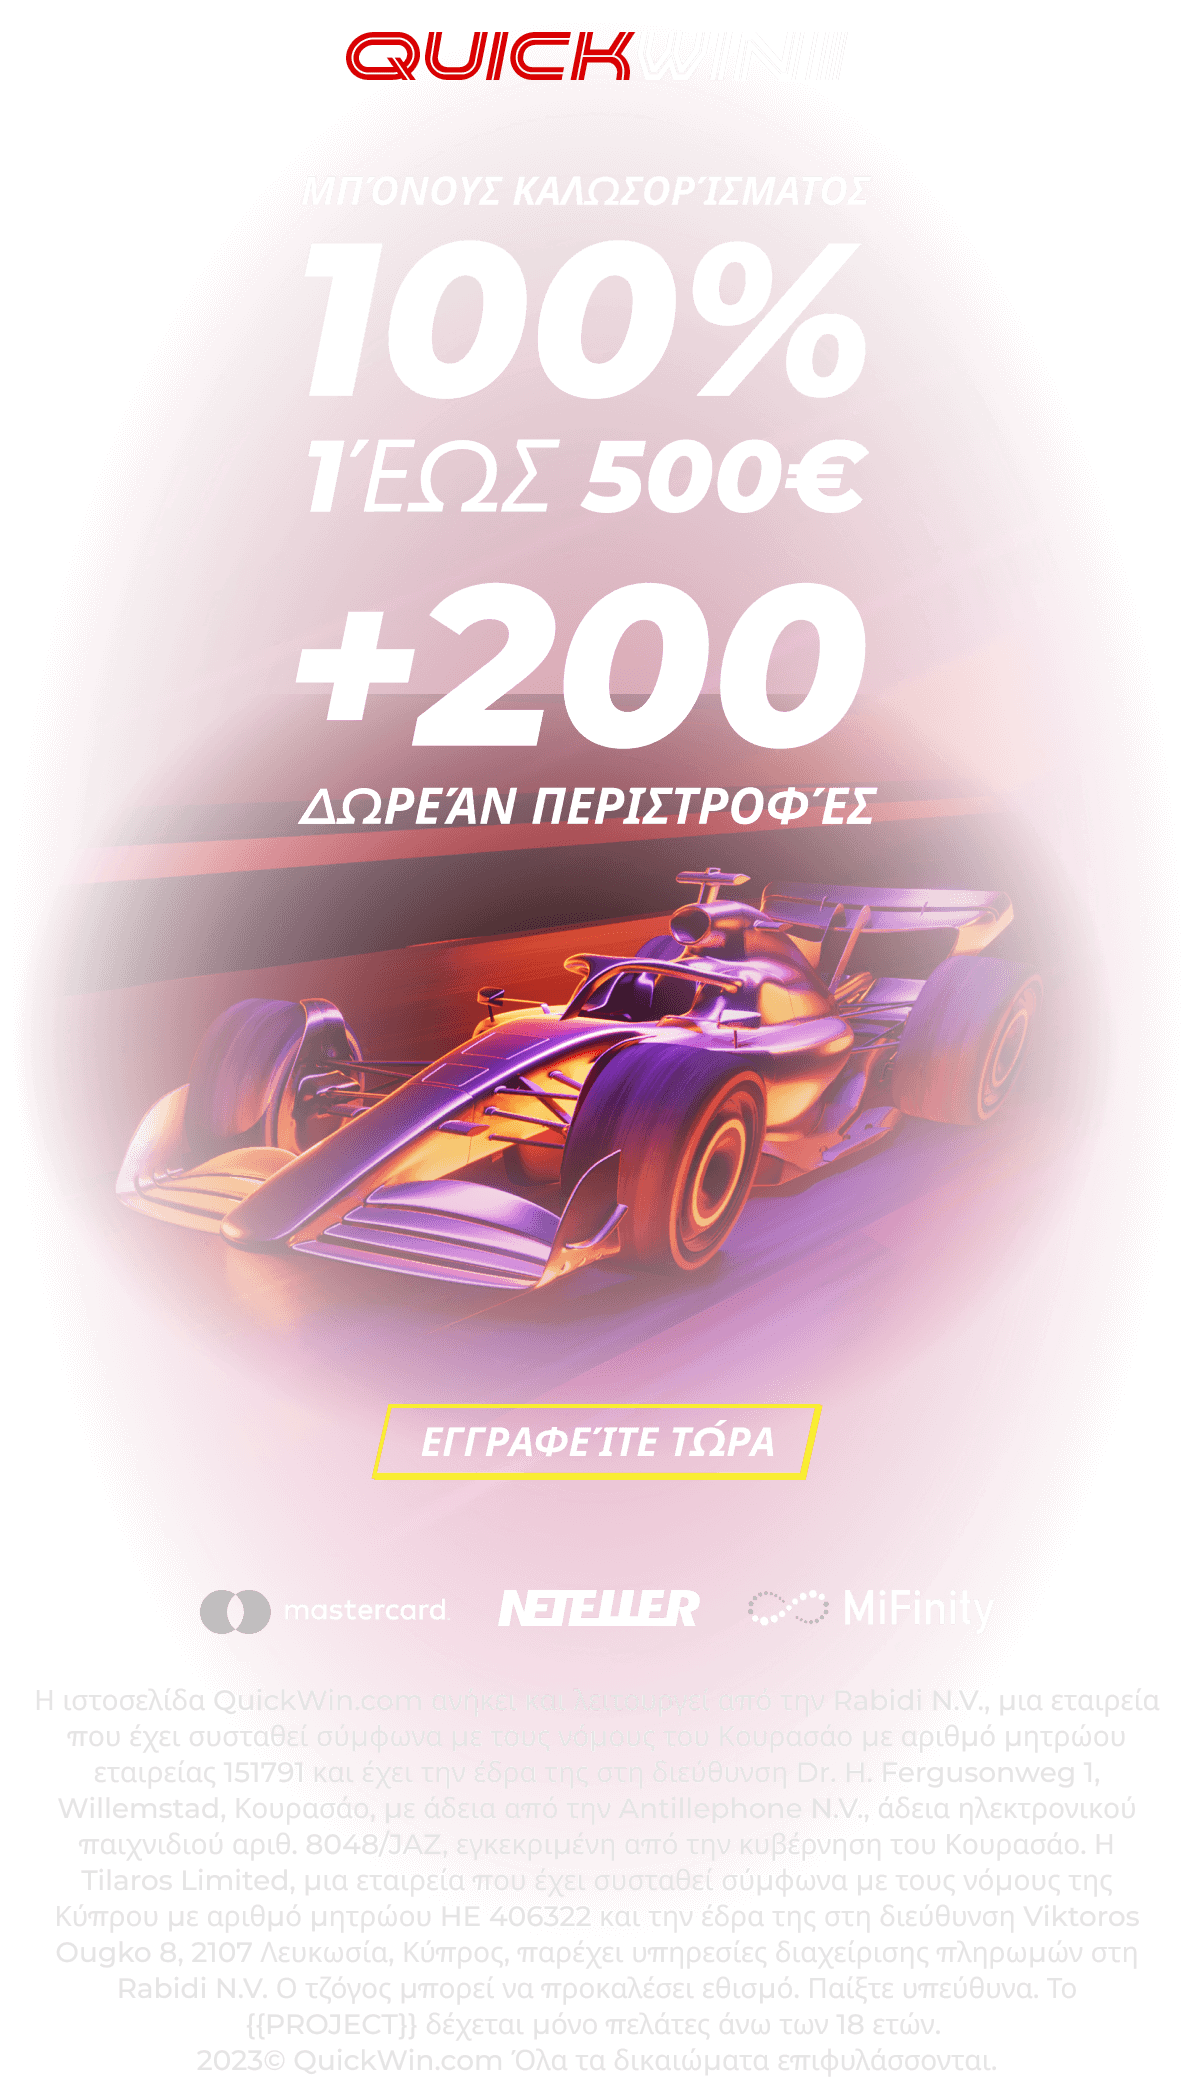 QUICKWIN
ΜΠΌΝΟΥΣ ΚΑΛΩΣΟΡΊΣΜΑΤΟΣ
100%
1ΈΩΣ 500€
+200
ΔΩΡΕΆΝ ΠΕΡΙΣΤΡΟΦΈΣ
ΕΓΓΡΑΦΕΊΤΕ ΤΏΡΑ
mastercard. NETELLER MiFinity
Η ιστοσελίδα QuickWin.com ανήκει και λειτουργεί από την Rabidi N.V., μια εταιρεία
που έχει συσταθεί σύμφωνα με τους νόμους του Κουρασάο με αριθμό μητρώου
εταιρείας 151791 και έχει την έδρα της στη διεύθυνση Dr. H. Fergusonweg 1,
Willemstad, Κουρασάο, με άδεια από την Antillephone N.V., άδεια ηλεκτρονικού
παιχνιδιού αριθ. 8048/JAZ, εγκεκριμένη από την κυβέρνηση του Κουρασάο. Η
Tilaros Limited, μια εταιρεία που έχει συσταθεί σύμφωνα με τους νόμους της
Κύπρου με αριθμό μητρώου HE 406322 και την έδρα της στη διεύθυνση Viktoros
Ougko 8, 2107 Λευκωσία, Κύπρος, παρέχει υπηρεσίες διαχείρισης πληρωμών στη
Rabidi N.V. Ο τζόγος μπορεί να προκαλέσει εθισμό. Παίξτε υπεύθυνα. Το
{{PROJECT}} δέχεται μόνο πελάτες άνω των 18 ετών.
2023© QuickWin.com Όλα τα δικαιώματα επιφυλάσσονται.